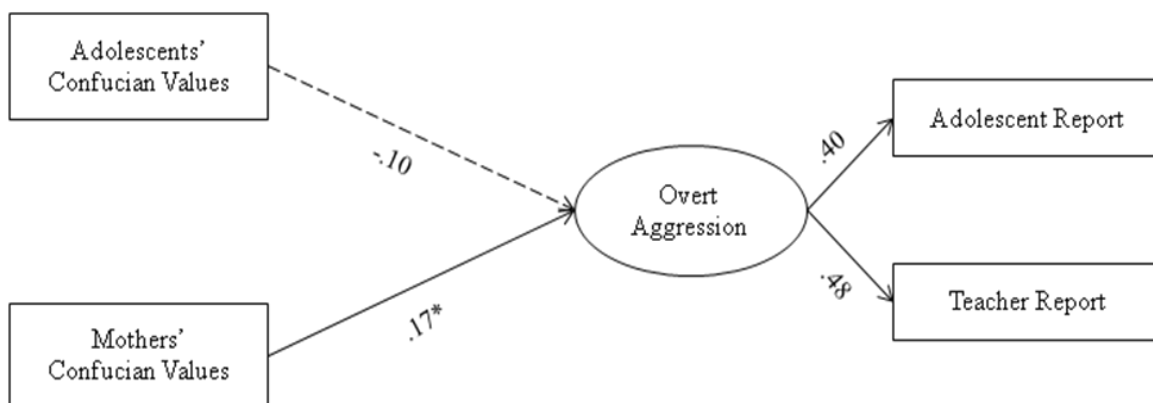 Adolescents’
Confucian Values
-.10
.40
Adolescent Report
Overt
Aggression
.17*
.48
Teacher Report
Mothers’
Confucian Values